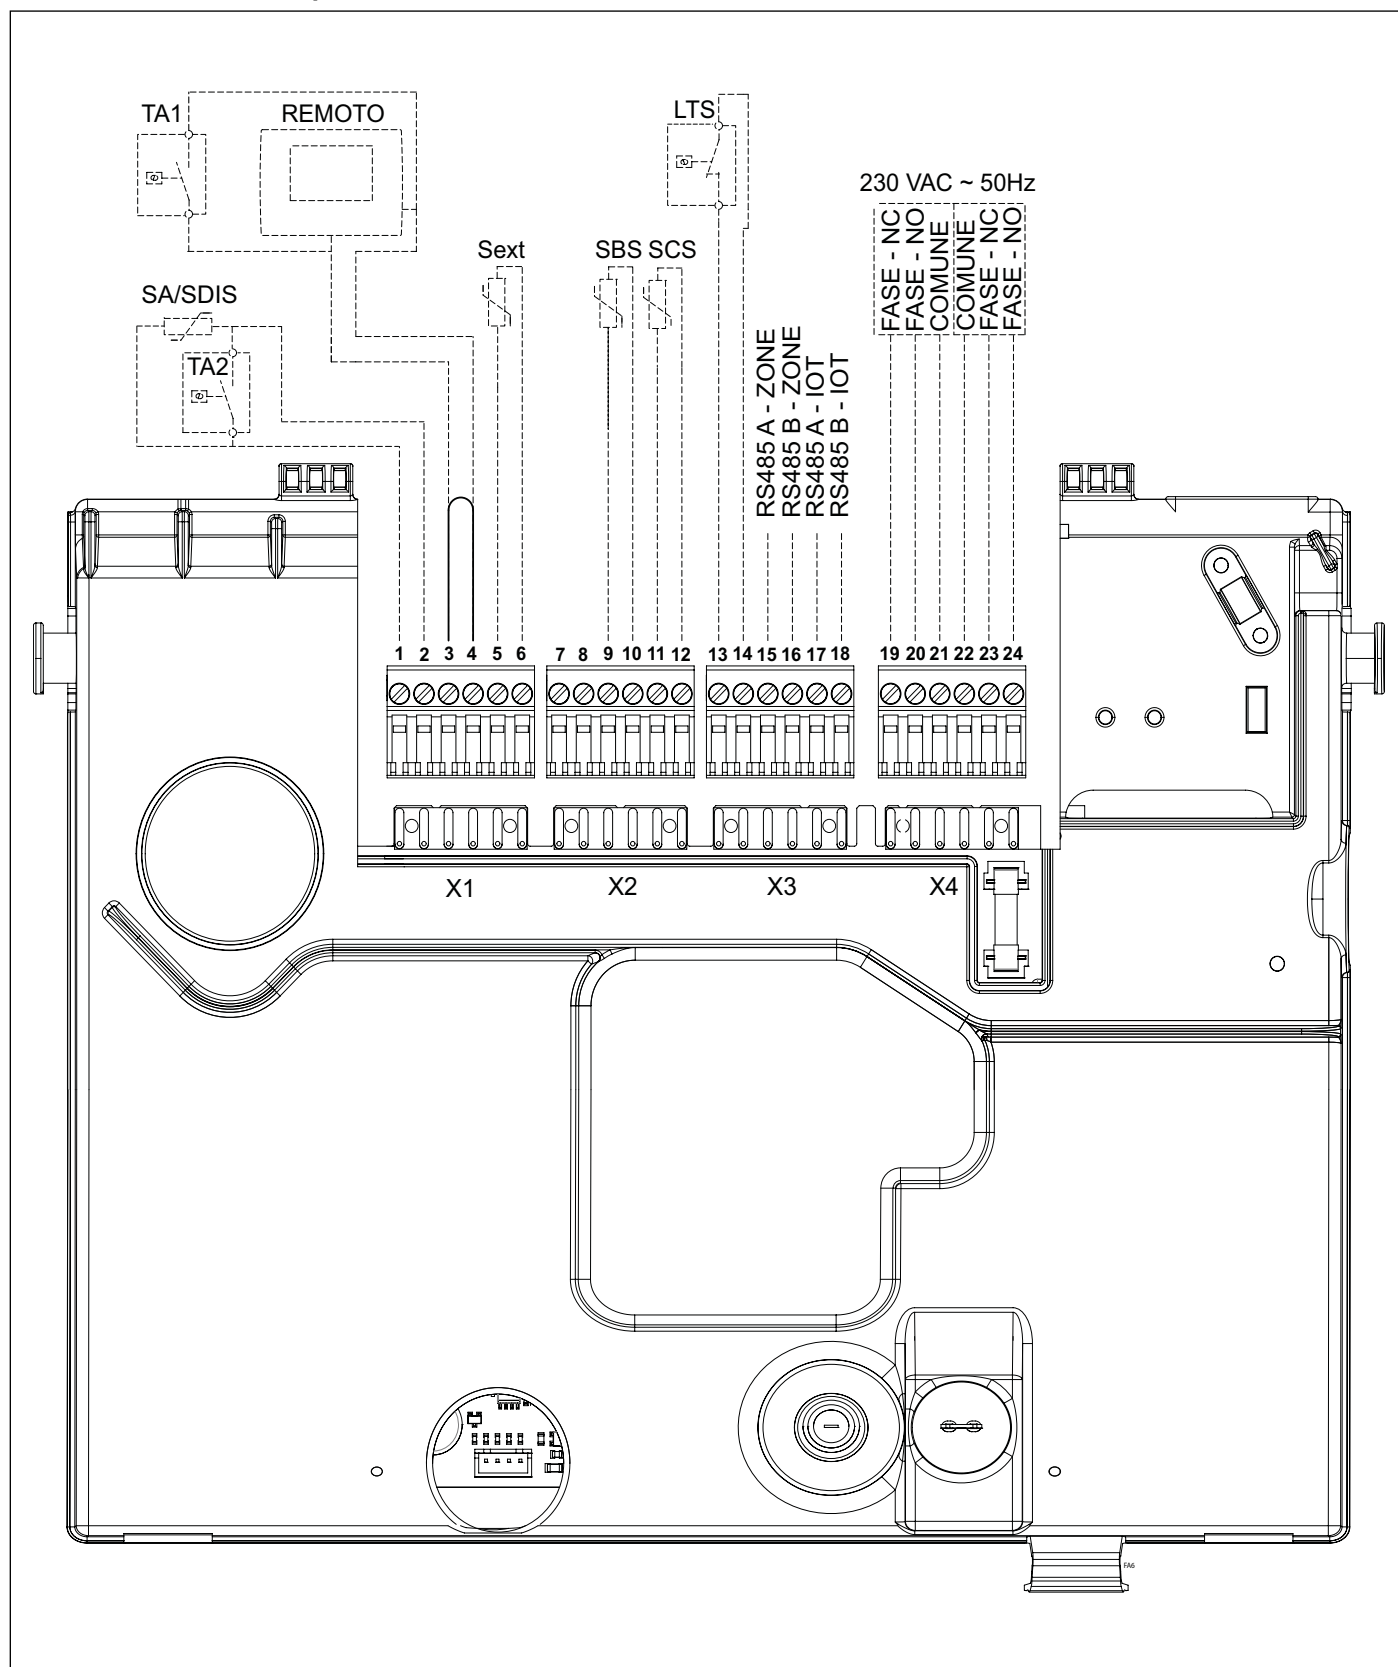 TA1
REMOTO
LTS
230 VAC ~ 50Hz
FASE - NC
FASE - NO
COMUNE
COMUNE
FASE - NC
FASE - NO
Sext
SBS SCS
SA/SDIS
TA2
RS485 A - ZONE
RS485 B - ZONE
RS485 A - IOT
RS485 B - IOT
1 2 3 4 5 6 7 8 9 10 11 12 13 14 15 16 17 18 19 20 21 22 23 24
X1 X2 X3 X4
FA6